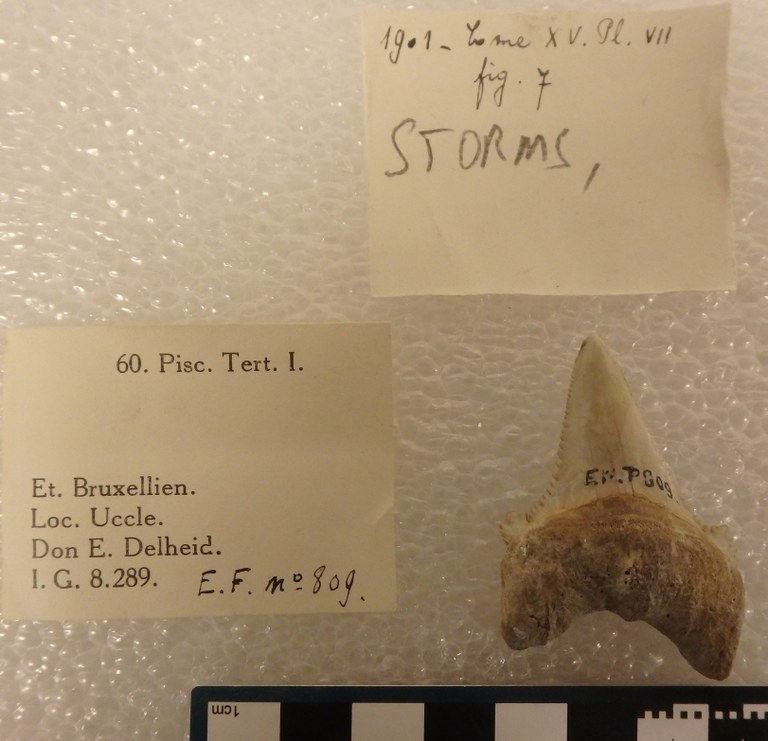 1901 - Tome XV. Pl. VII
fig. 7
STORMS,
60. Pisc. Tert. I.
Et. Bruxellien.
Loc. Uccle.
Don E. Delheid.
I. G. 8.289. E.F. nº 809.
P809
1cm